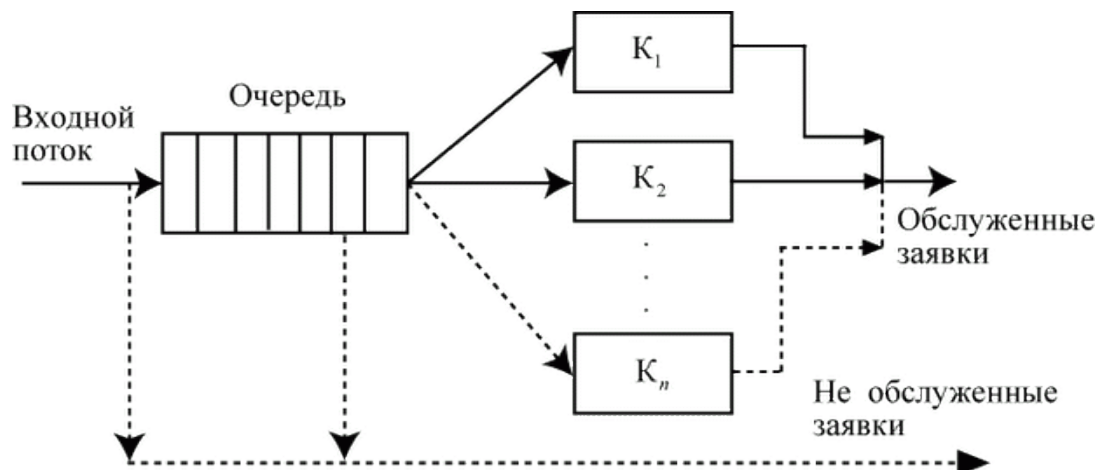 Входной
поток
Очередь
К1
К2
Кn
Обслуженные
заявки
Не обслуженные
заявки